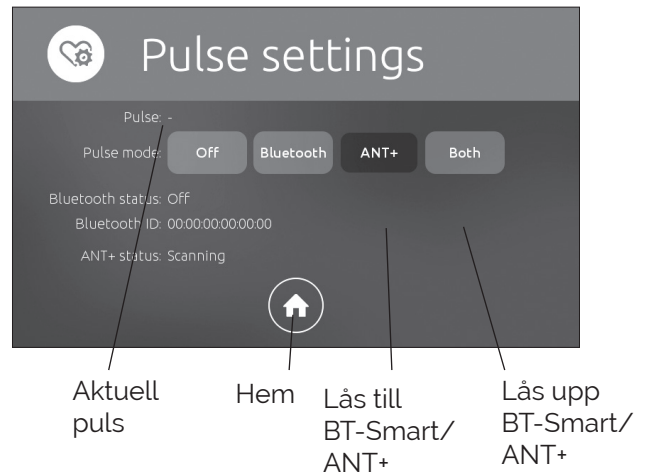 Pulse settings
Pulse: -
Pulse mode: Off Bluetooth ANT+ Both
Bluetooth status: Off
Bluetooth ID: 00:00:00:00:00:00
ANT+ status: Scanning
Aktuell
puls
Hem
Lås till
BT-Smart/
ANT+
Lås upp
BT-Smart/
ANT+